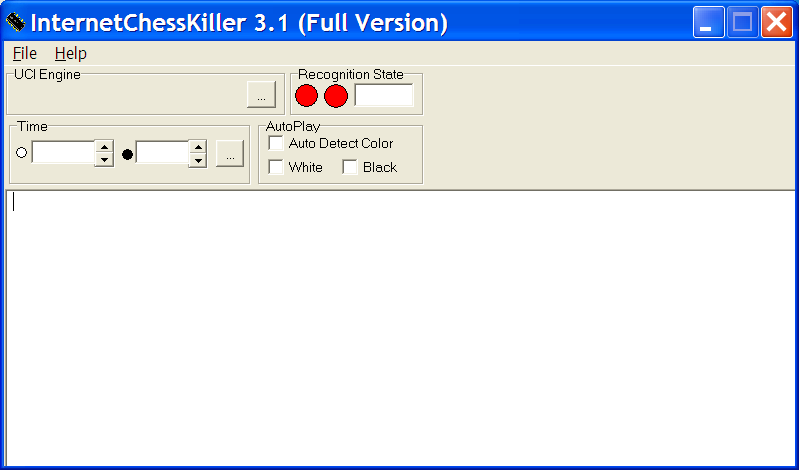 InternetChessKiller 3.1 (Full Version)
File Help
UCI Engine
...
Recognition State
Time
...
AutoPlay
Auto Detect Color
White
Black